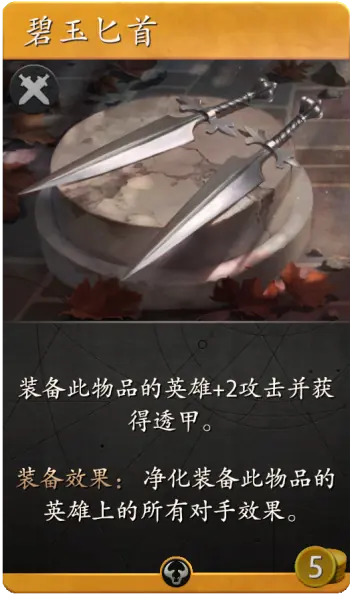 碧玉匕首
装备此物品的英雄+2攻击并获
得透甲。
装备效果： 净化装备此物品的
英雄上的所有对手效果。
5